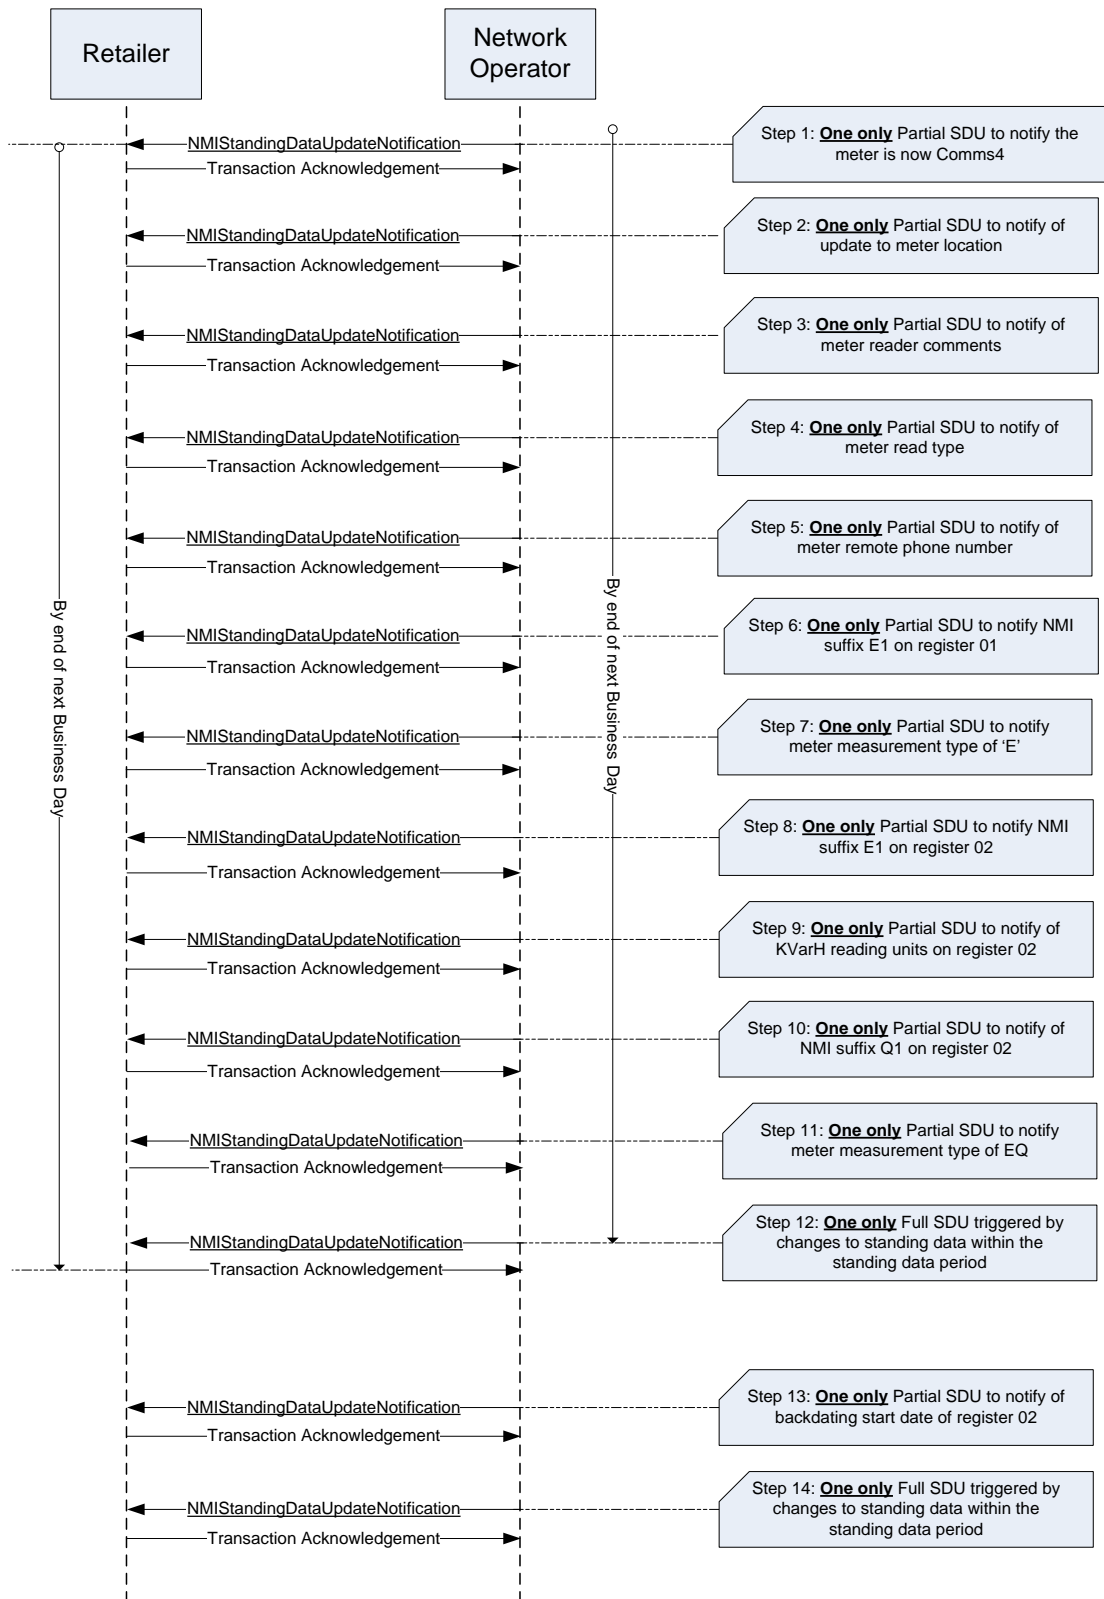 Retailer
Network
Operator
NMIStandingDataUpdateNotification
Transaction Acknowledgement
Step 1: One only Partial SDU to notify the
meter is now Comms4
NMIStandingDataUpdateNotification
Transaction Acknowledgement
Step 2: One only Partial SDU to notify of
update to meter location
NMIStandingDataUpdateNotification
Transaction Acknowledgement
Step 3: One only Partial SDU to notify of
meter reader comments
NMIStandingDataUpdateNotification
Transaction Acknowledgement
Step 4: One only Partial SDU to notify of
meter read type
NMIStandingDataUpdateNotification
Transaction Acknowledgement
Step 5: One only Partial SDU to notify of
meter remote phone number
By end of next Business Day
By end of next Business Day
NMIStandingDataUpdateNotification
Transaction Acknowledgement
Step 6: One only Partial SDU to notify NMI
suffix E1 on register 01
NMIStandingDataUpdateNotification
Transaction Acknowledgement
Step 7: One only Partial SDU to notify
meter measurement type of ‘E’
NMIStandingDataUpdateNotification
Transaction Acknowledgement
Step 8: One only Partial SDU to notify NMI
suffix E1 on register 02
NMIStandingDataUpdateNotification
Transaction Acknowledgement
Step 9: One only Partial SDU to notify of
KVarH reading units on register 02
NMIStandingDataUpdateNotification
Transaction Acknowledgement
Step 10: One only Partial SDU to notify of
NMI suffix Q1 on register 02
NMIStandingDataUpdateNotification
Transaction Acknowledgement
Step 11: One only Partial SDU to notify
meter measurement type of EQ
NMIStandingDataUpdateNotification
Transaction Acknowledgement
Step 12: One only Full SDU triggered by
changes to standing data within the
standing data period
NMIStandingDataUpdateNotification
Transaction Acknowledgement
Step 13: One only Partial SDU to notify of
backdating start date of register 02
NMIStandingDataUpdateNotification
Transaction Acknowledgement
Step 14: One only Full SDU triggered by
changes to standing data within the
standing data period